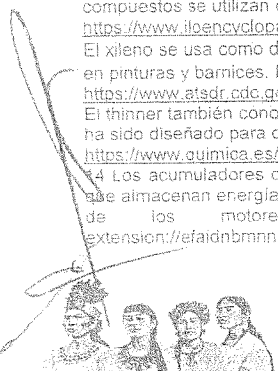 compuestos se utilizan
https://www.iloencyclopa
El xileno se usa como d
en pinturas y barnices.
https://www.atsdr.cdc.go
El thinner también cono
ha sido diseñado para
https://www.quimica.es/
14 Los acumuladores
que almacenan energía
de los motore
extension://efaidnbmnn